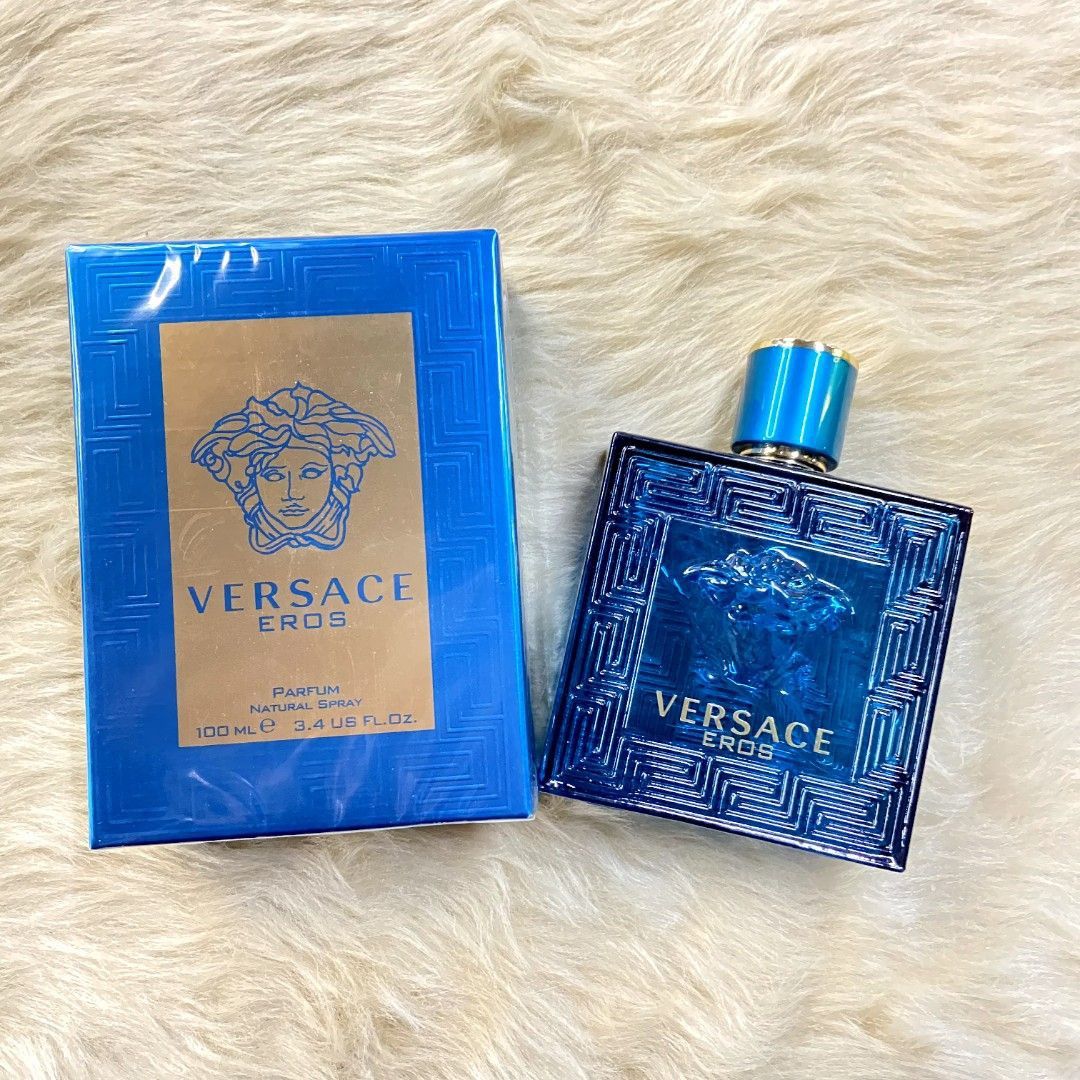 VERSACE
EROS
PARFUM
NATURAL SPRAY
100 ML e 3.4 US FL.OZ.
VERSACE
EROS